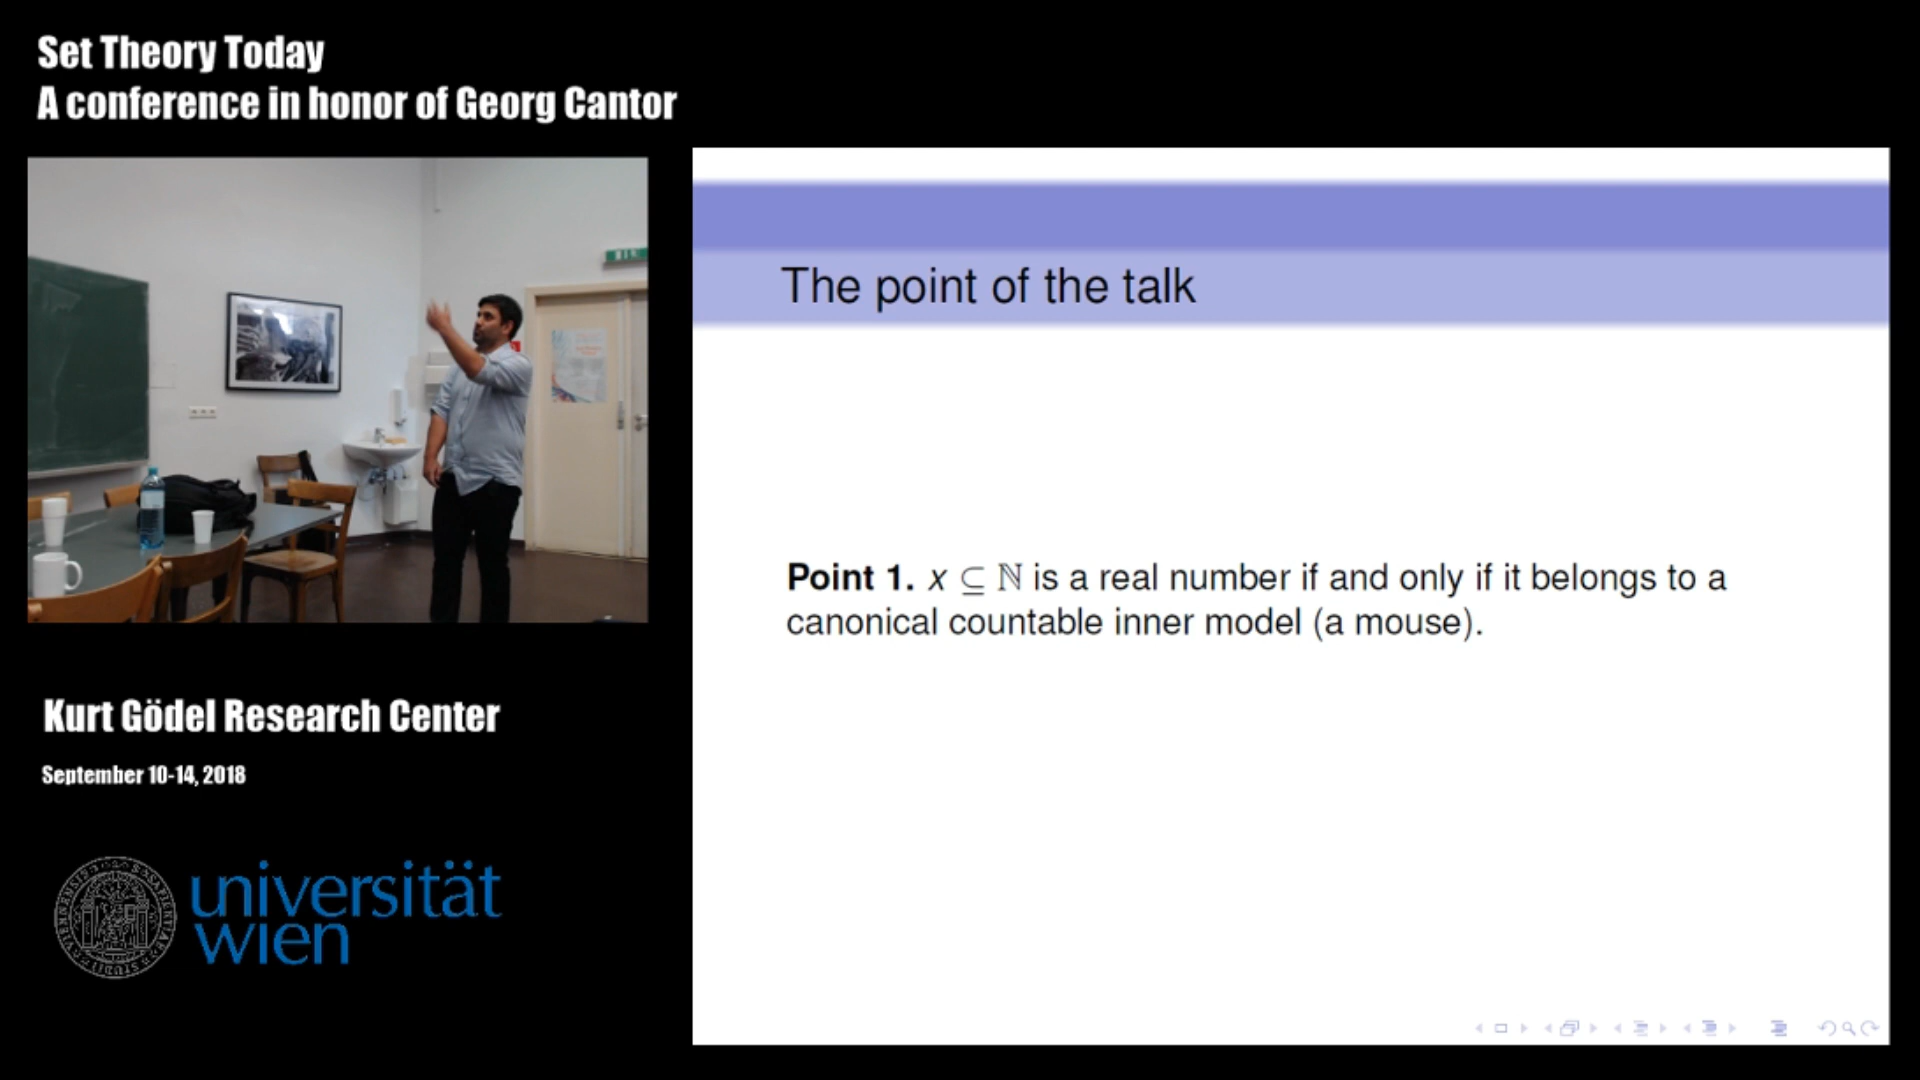 Set Theory Today
A conference in honor of Georg Cantor
The point of the talk
Point 1. x ⊆ ℕ is a real number if and only if it belongs to a
canonical countable inner model (a mouse).
Kurt Gödel Research Center
September 10-14, 2018
universität
wien